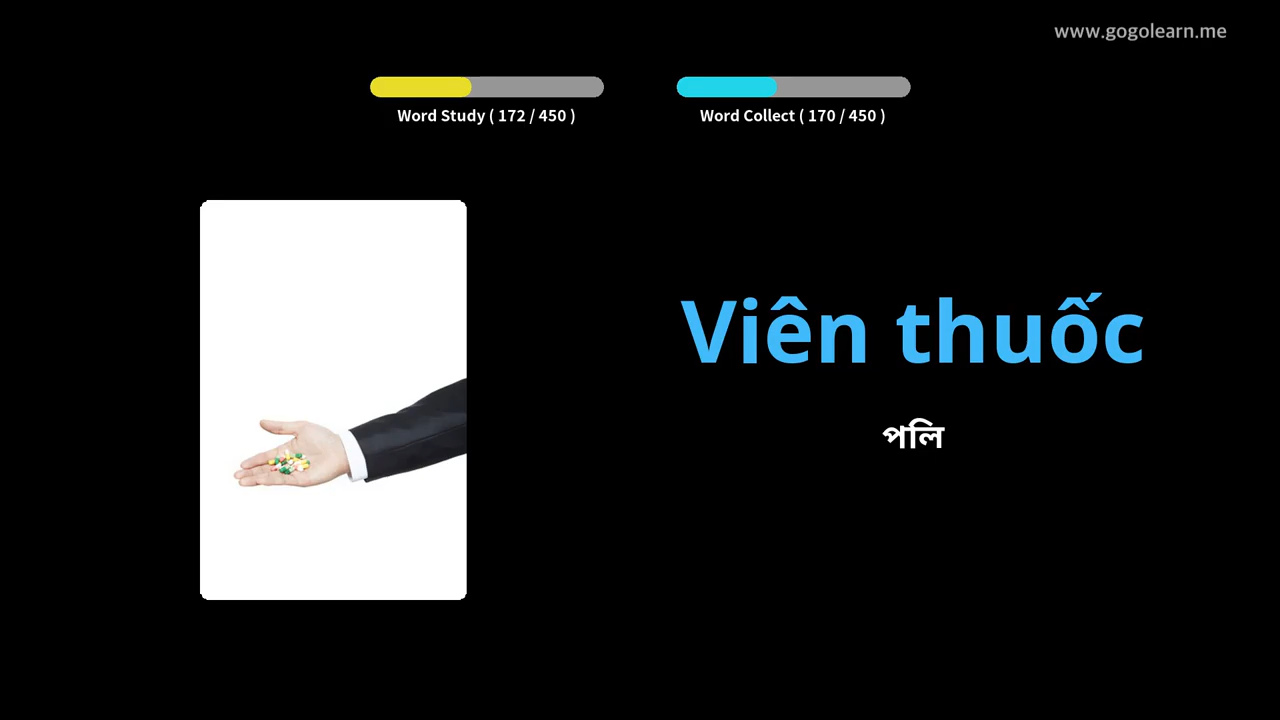 www.gogolearn.me
Word Study ( 172 / 450 )
Word Collect ( 170 / 450 )
Viên thuốc
পলি